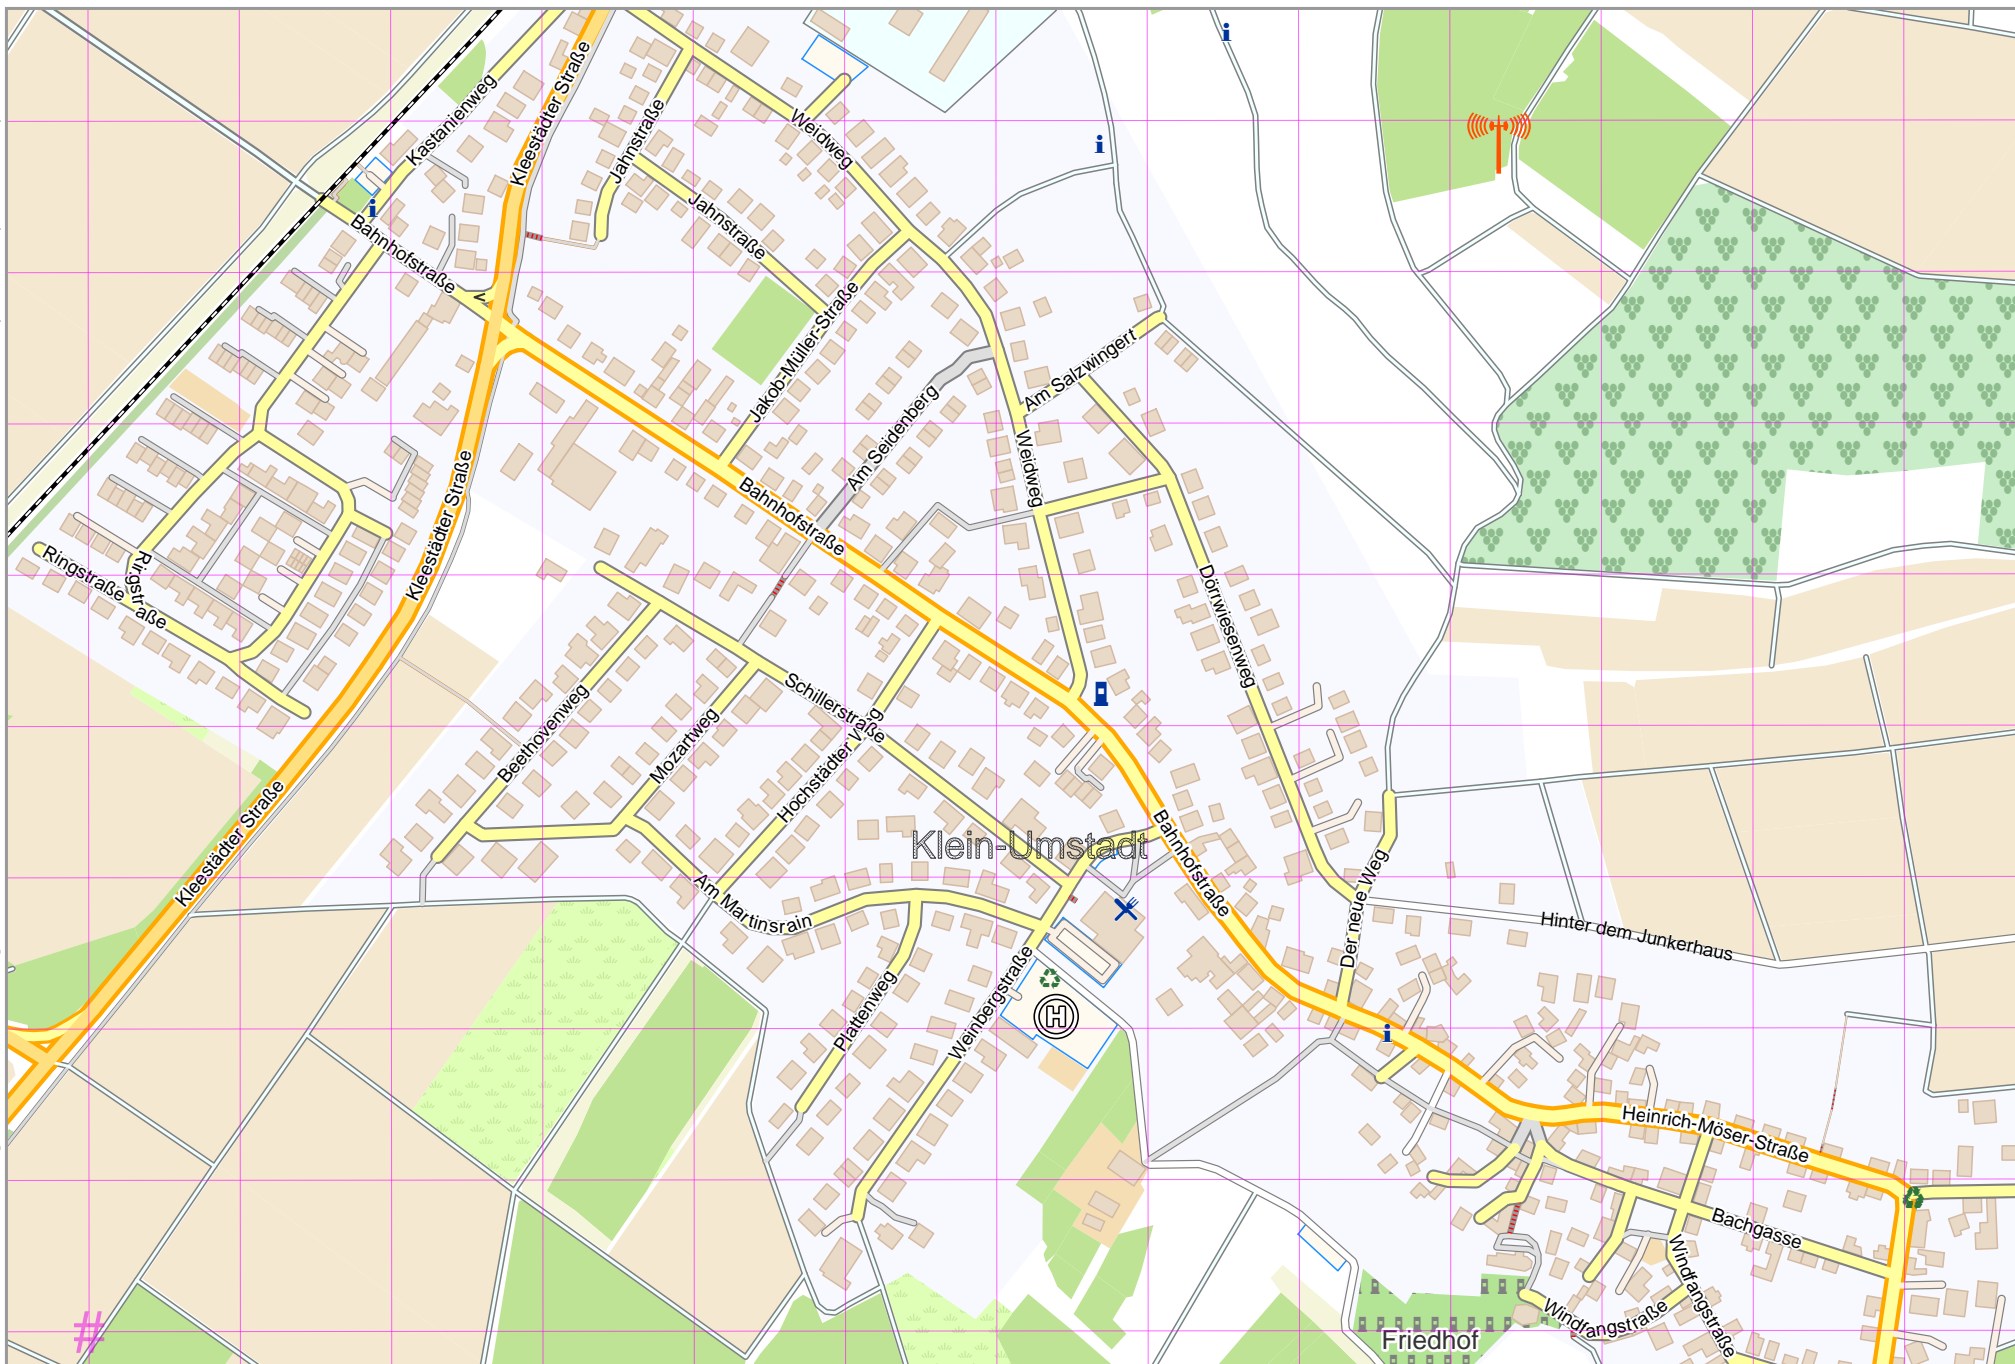 Kleestädter Straße
Kastanienweg
Jahnstraße
Weidweg
Jahnstraße
Bahnhofstraße
Jakob-Müller-Straße
Am Salzwingert
Am Seidenberg
Weidweg
Kleestädter Straße
Bahnhofstraße
Ringstraße
Ringstraße
Dörrwiesenweg
Beethovenweg
Mozartweg
Schillerstraße
Hochstädter Weg
Kleestädter Straße
Klein-Umstadt
Bahnhofstraße
Am Martinsrain
Der neue Weg
Hinter dem Junkerhaus
Plattenweg
Weinbergstraße
H
Heinrich-Möser-Straße
Bachgasse
Windfangstraße
Windfangstraße
Friedhof
#